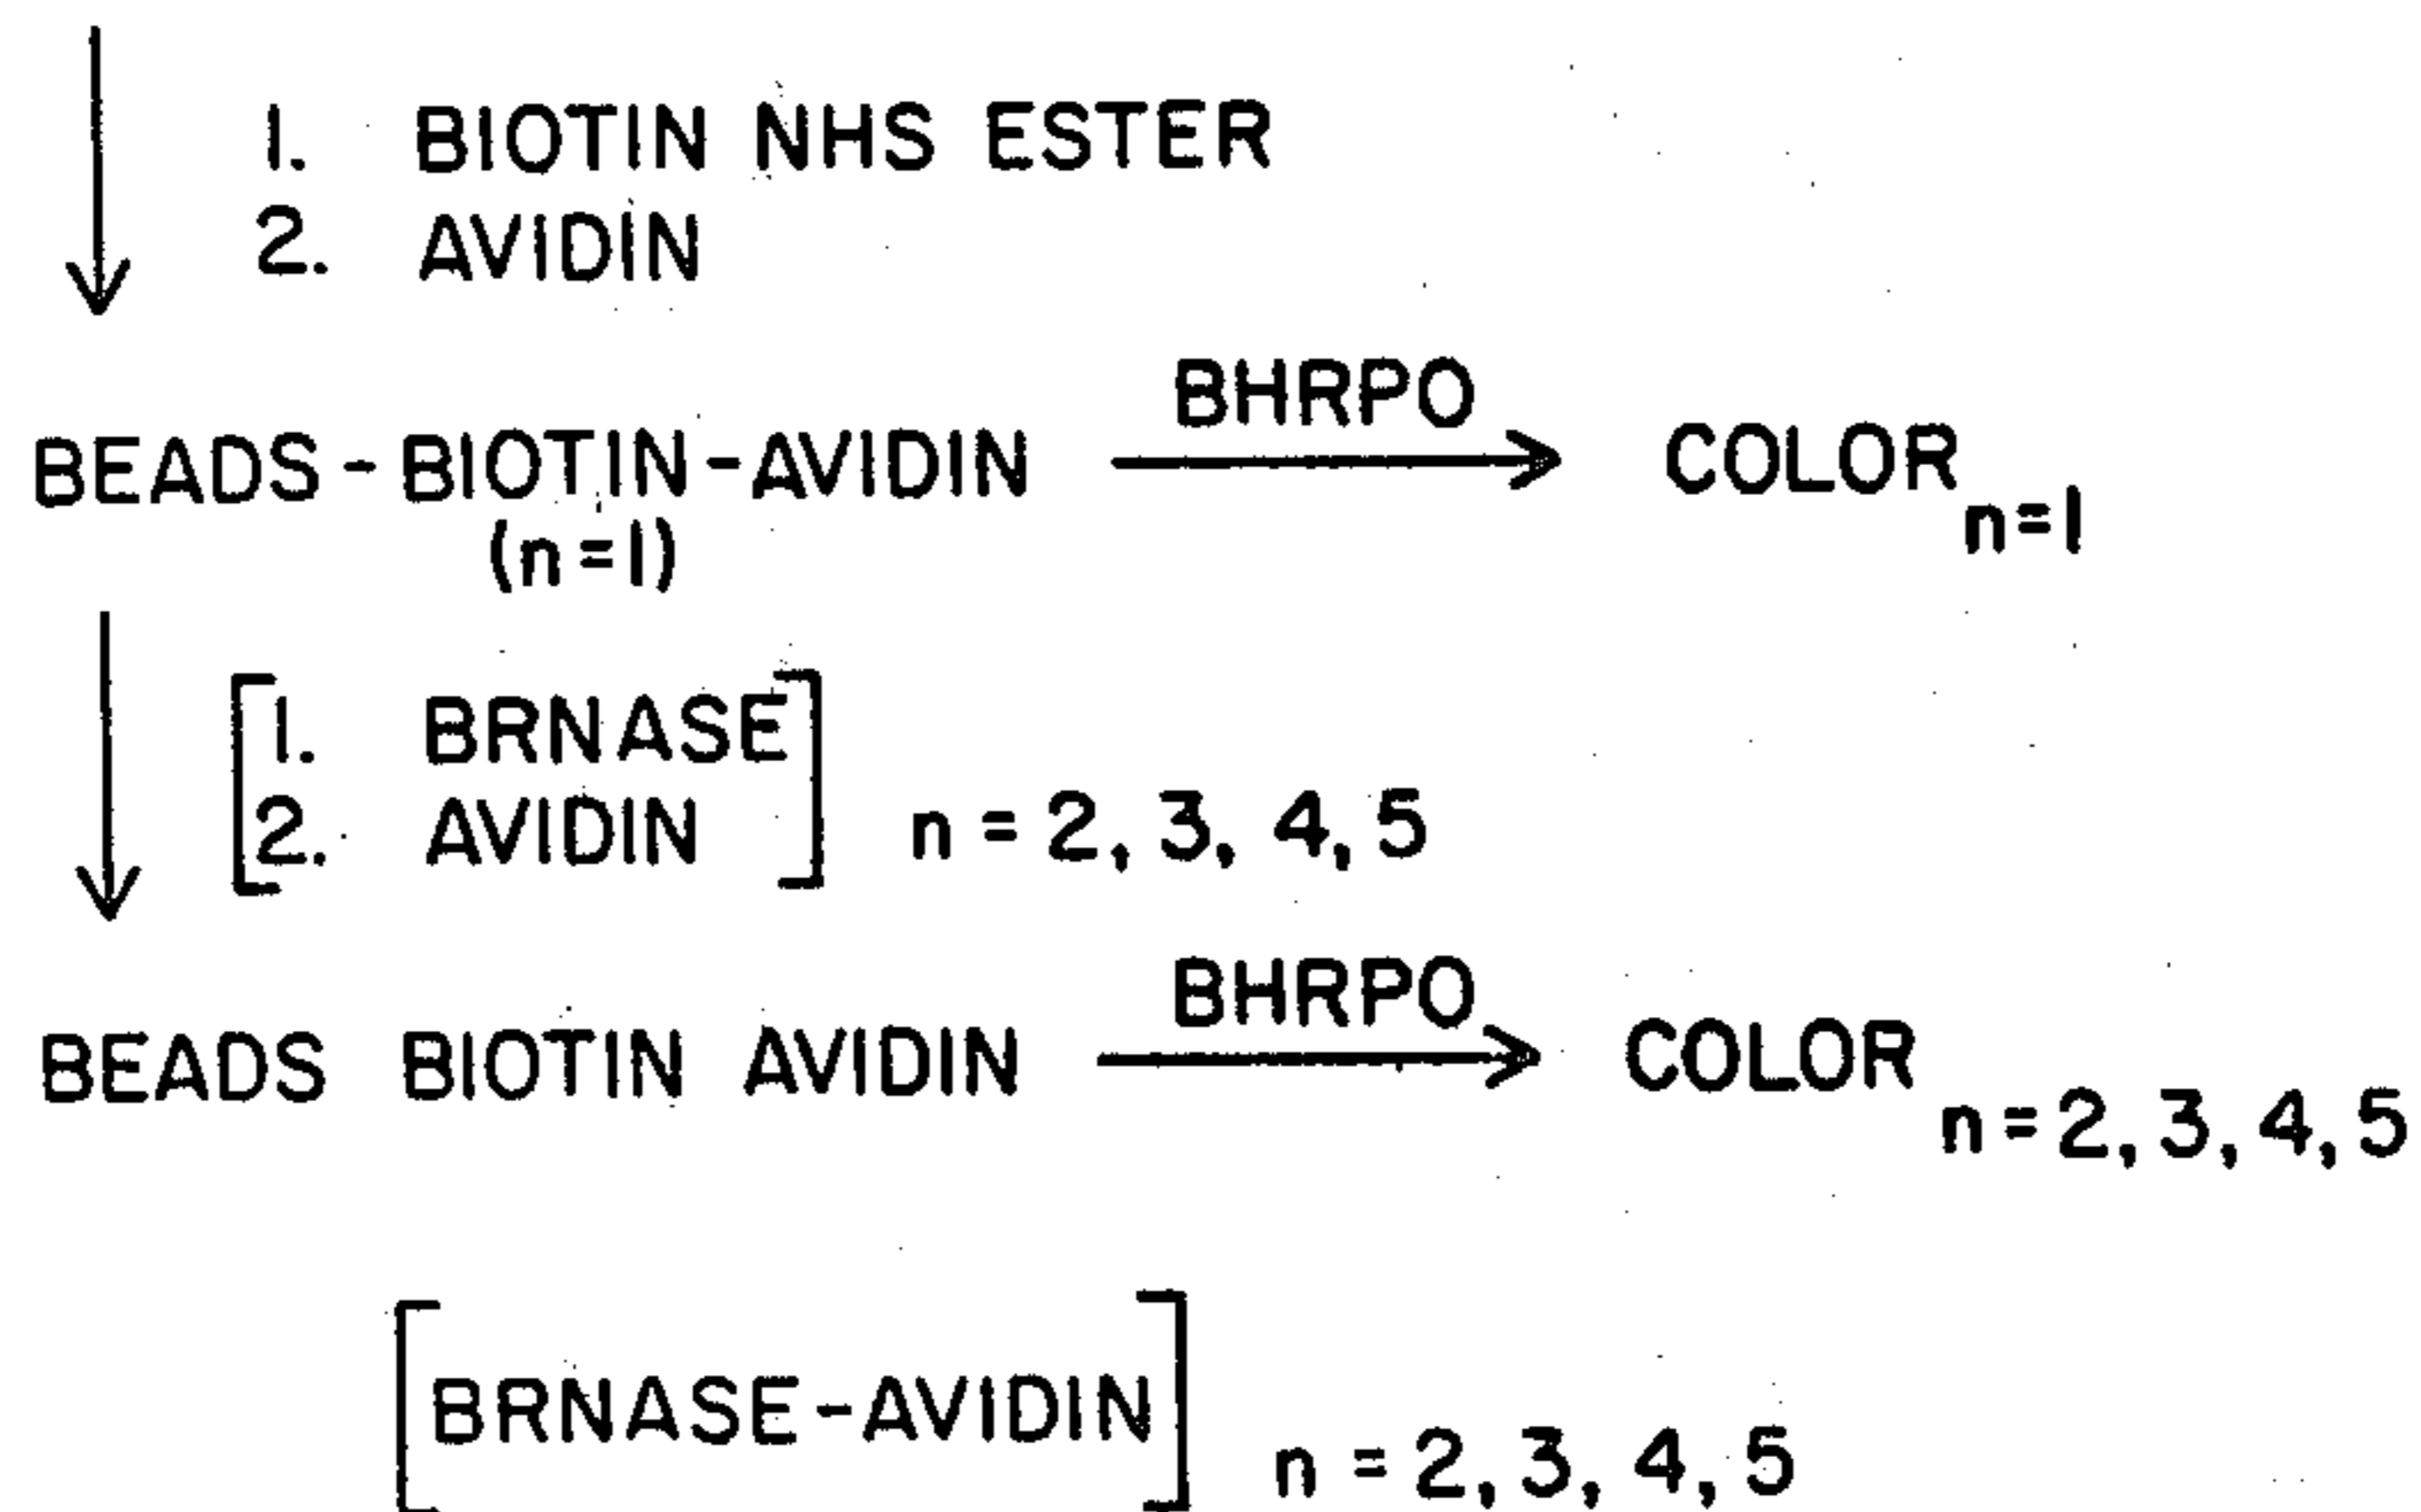 1. BIOTIN NHS ESTER
2. AVIDIN
BHRPO
BEADS-BIOTIN-AVIDIN COLOR n=1
(n=1)
[1. BRNASE
2. AVIDIN] n = 2, 3, 4, 5
BHRPO
BEADS BIOTIN AVIDIN COLOR n=2,3,4,5
[BRNASE-AVIDIN] n = 2, 3, 4, 5